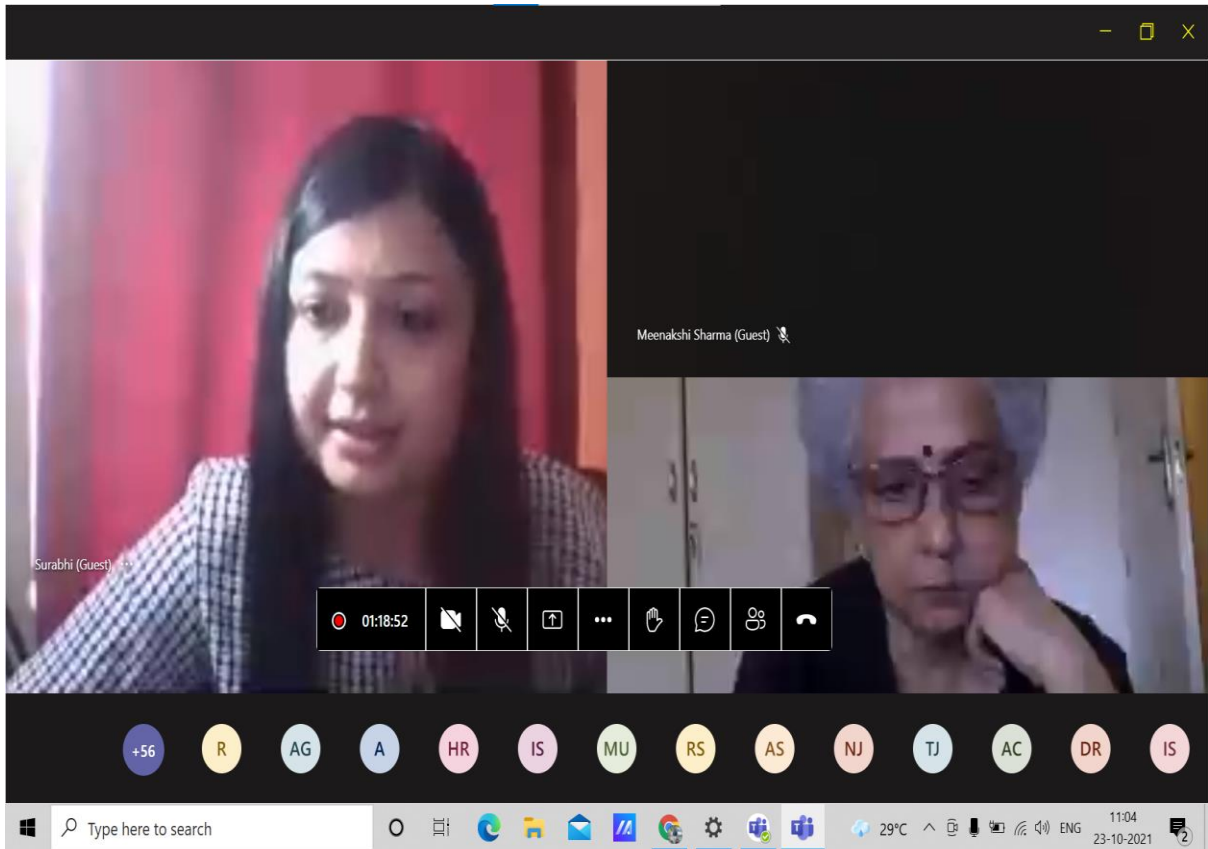 Meenakshi Sharma (Guest)
Surabhi (Guest)
01:18:52
+56 R AG A HR IS MU RS AS NJ TJ AC DR IS
Type here to search
29°C ENG 11:04
23-10-2021
2